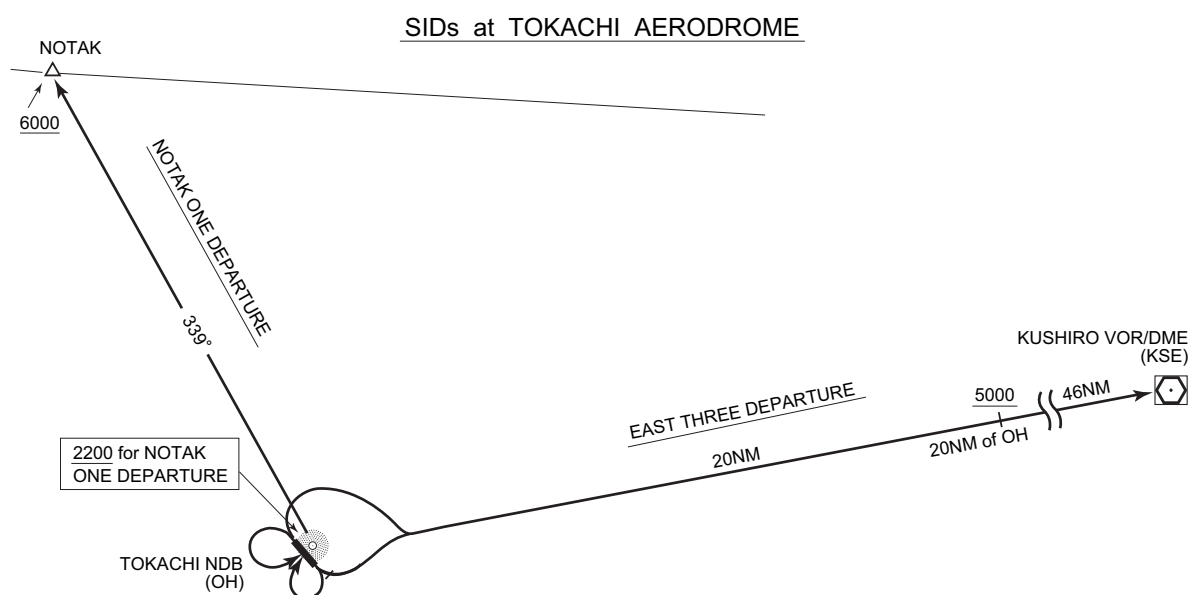 SIDs at TOKACHI AERODROME
NOTAK
6000
NOTAK ONE DEPARTURE
339°
KUSHIRO VOR/DME
(KSE)
46NM
5000
20NM of OH
EAST THREE DEPARTURE
20NM
2200 for NOTAK
ONE DEPARTURE
TOKACHI NDB
(OH)